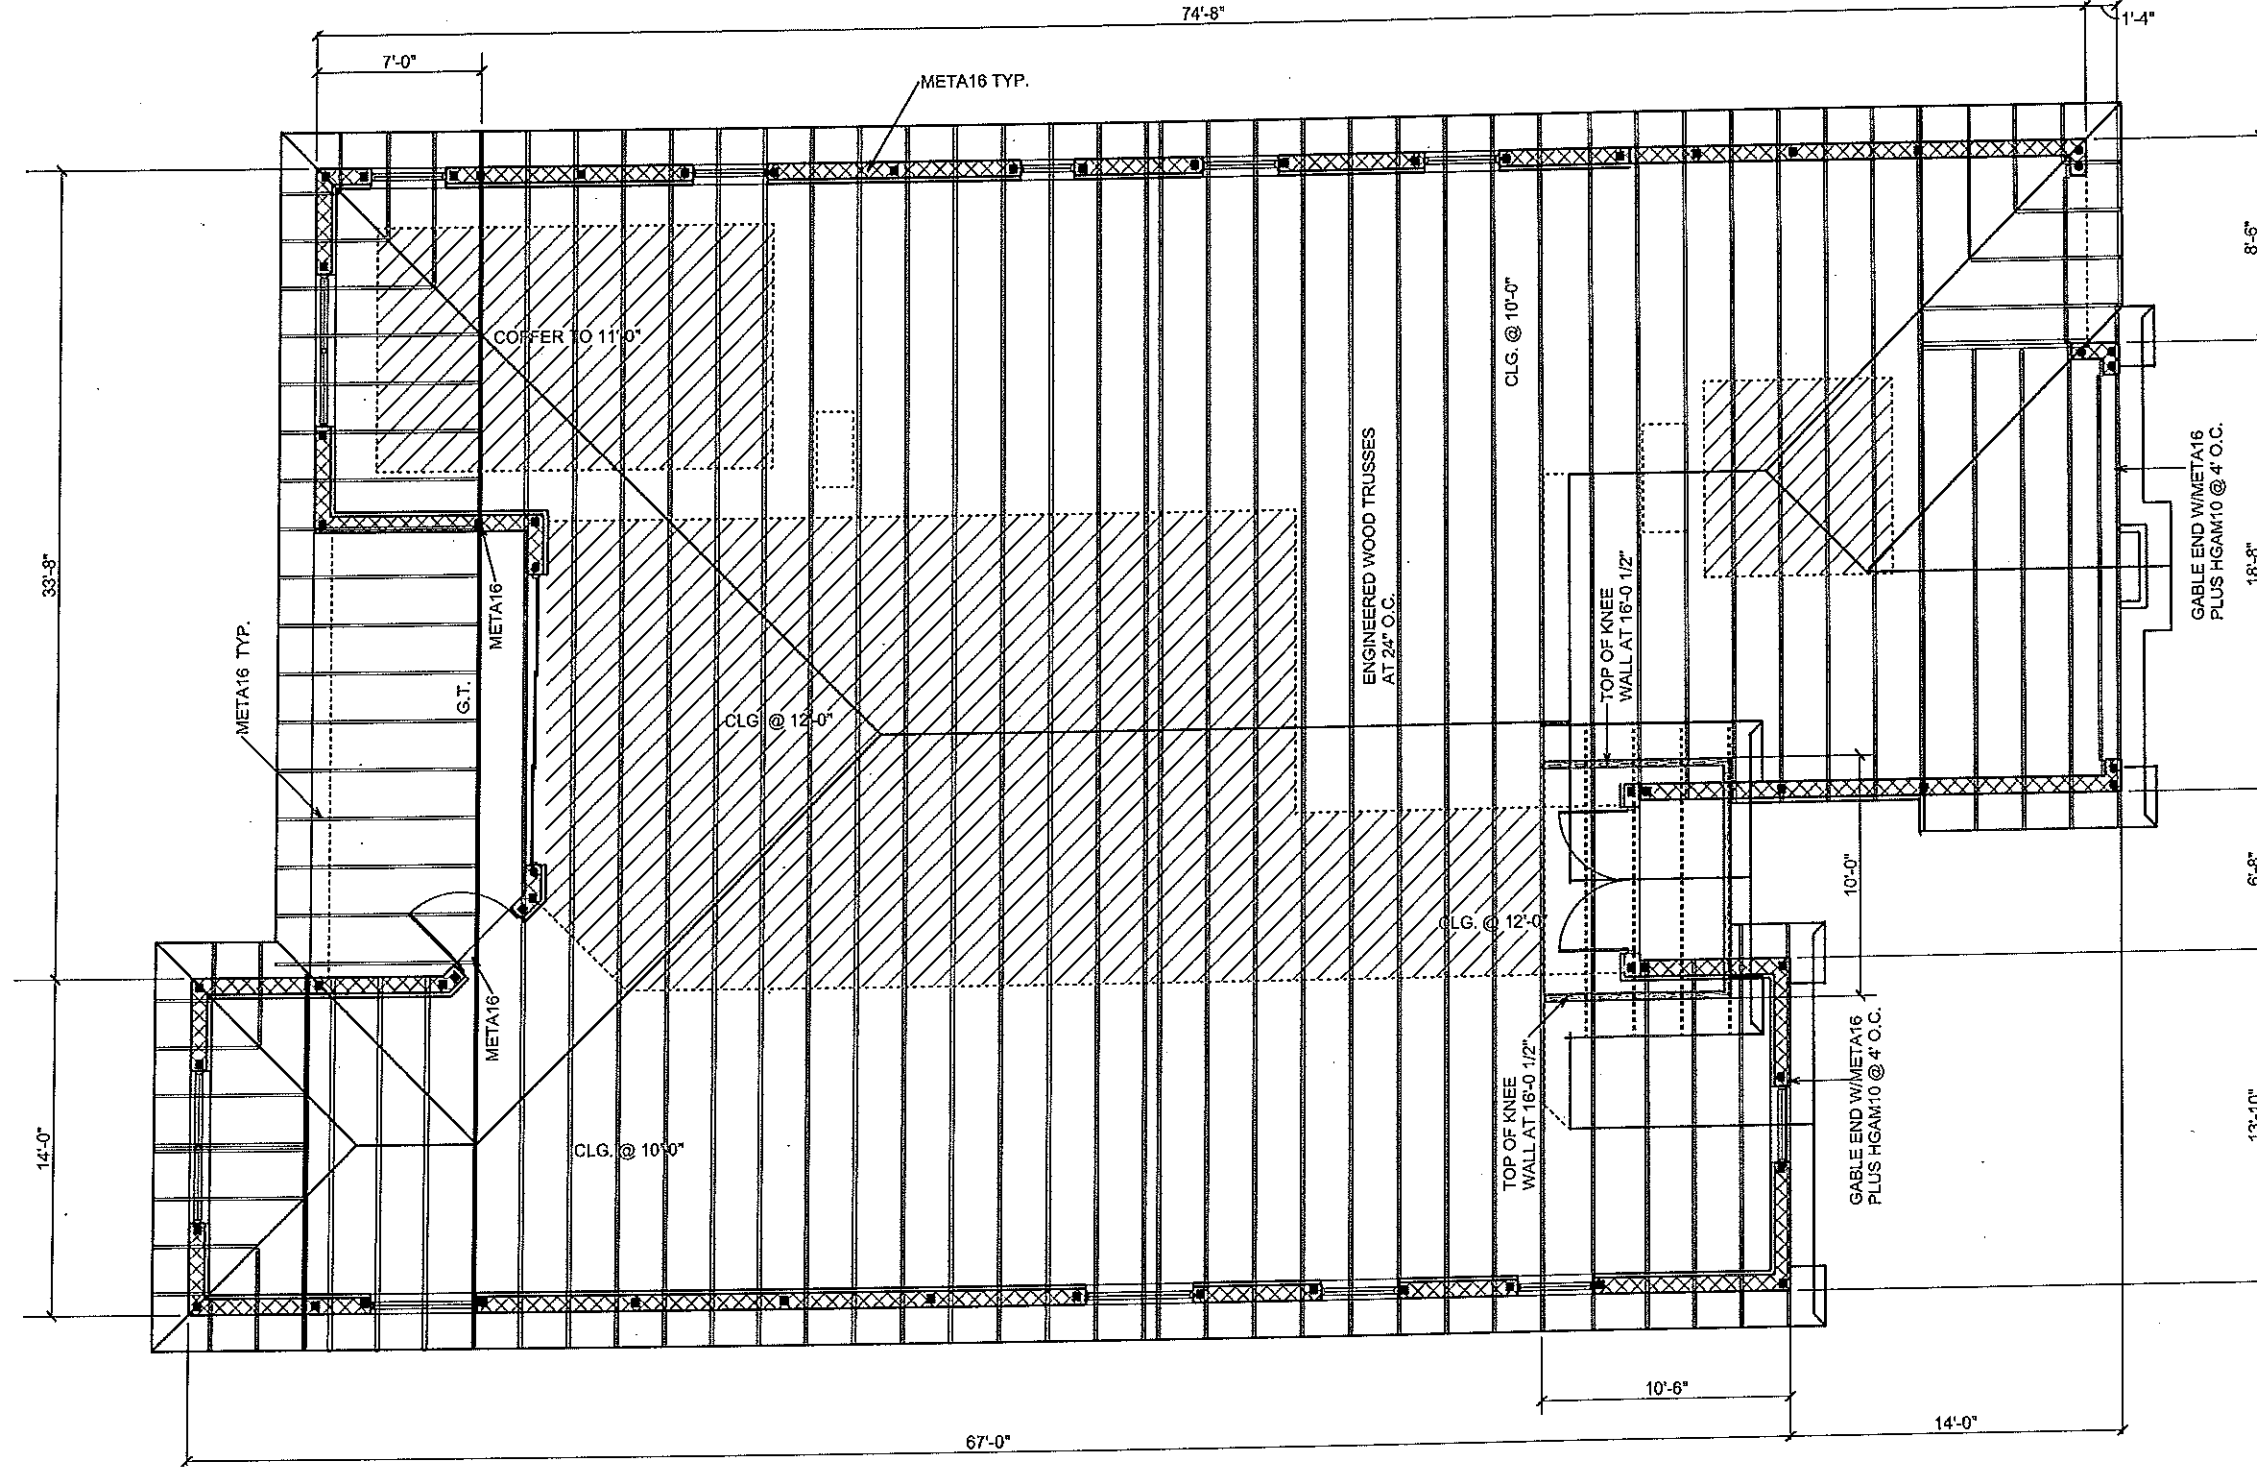 74'-8"
1'-4"
7'-0"
META16 TYP.
8'-6"
COFFER TO 11'-0"
CLG. @ 10'-0"
ENGINEERED WOOD TRUSSES
AT 24" O.C.
GABLE END W/META16
PLUS HGAM10 @ 4' O.C.
33'-8"
META16
18'-8"
TOP OF KNEE
WALL AT 16'-0 1/2"
META16 TYP.
G.T.
CLG. @ 12'-0"
10'-0"
6'-8"
CLG. @ 12'-0"
META16
TOP OF KNEE
WALL AT 16'-0 1/2"
GABLE END W/META16
PLUS HGAM10 @ 4' O.C.
14'-0"
CLG. @ 10'-0"
13'-10"
10'-6"
67'-0"
14'-0"